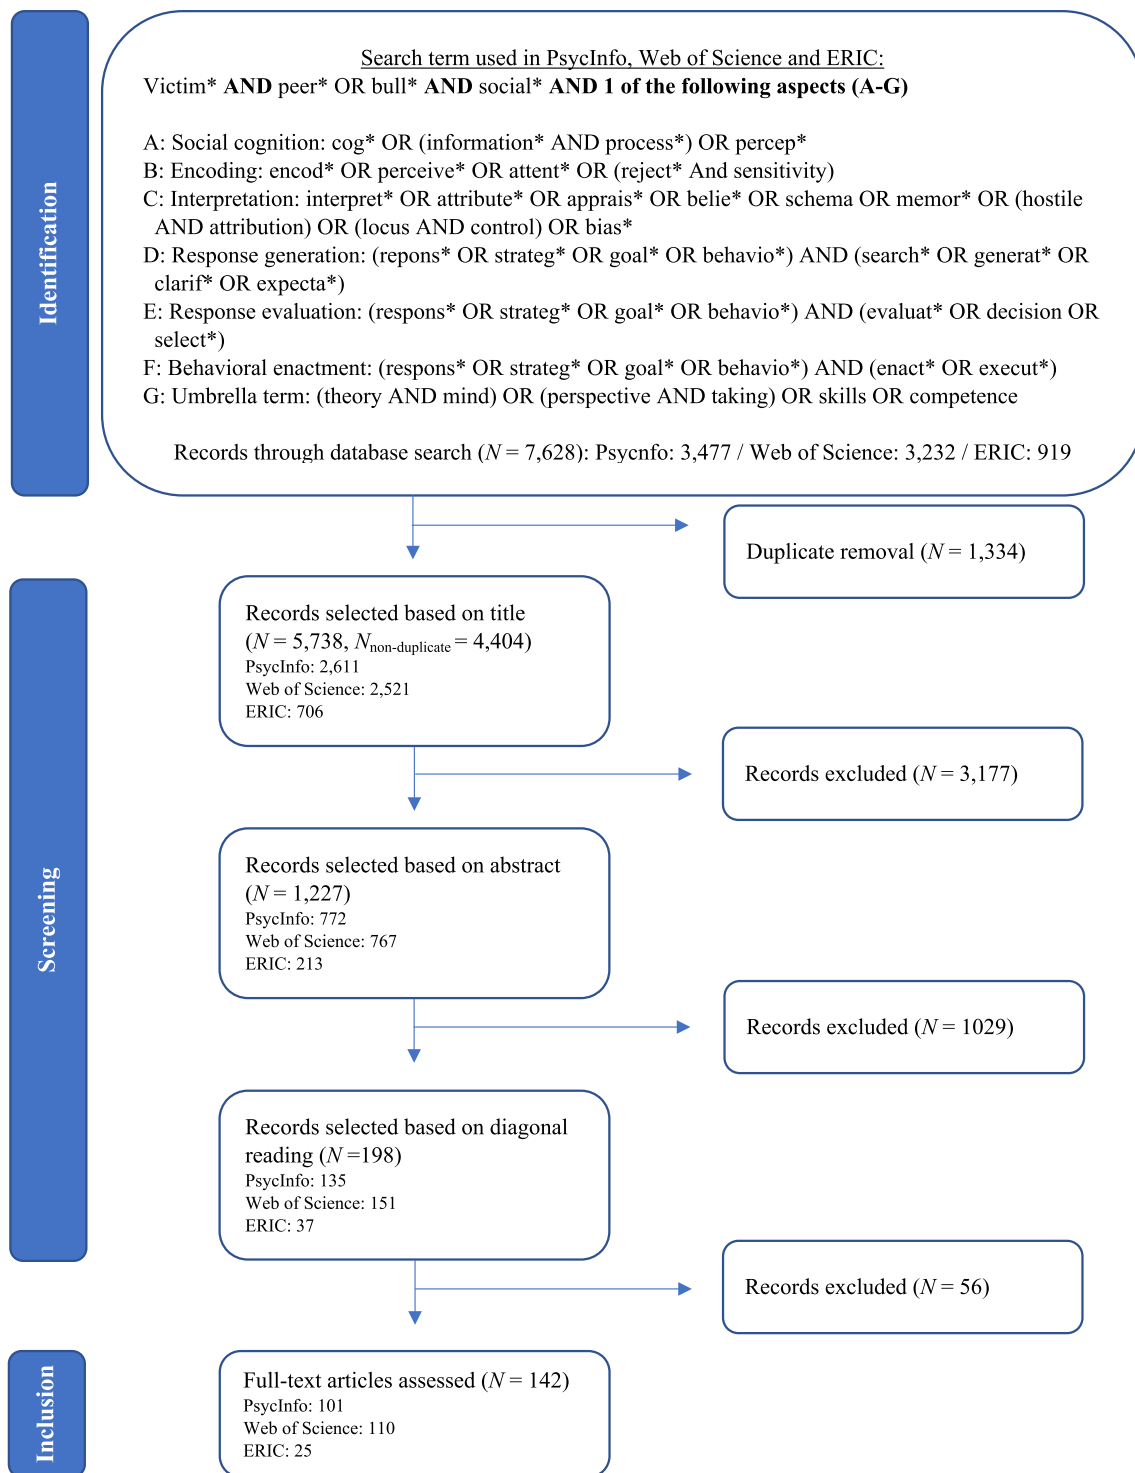 Identification
Search term used in PsycInfo, Web of Science and ERIC:
Victim* AND peer* OR bull* AND social* AND 1 of the following aspects (A-G)
A: Social cognition: cog* OR (information* AND process*) OR percep*
B: Encoding: encod* OR perceive* OR attent* OR (reject* And sensitivity)
C: Interpretation: interpret* OR attribute* OR apprais* OR belie* OR schema OR memor* OR (hostile
AND attribution) OR (locus AND control) OR bias*
D: Response generation: (repons* OR strateg* OR goal* OR behavio*) AND (search* OR generat* OR
clarif* OR expecta*)
E: Response evaluation: (respons* OR strateg* OR goal* OR behavio*) AND (evaluat* OR decision OR
select*)
F: Behavioral enactment: (respons* OR strateg* OR goal* OR behavio*) AND (enact* OR execut*)
G: Umbrella term: (theory AND mind) OR (perspective AND taking) OR skills OR competence
Records through database search (N = 7,628): Psycnfo: 3,477 / Web of Science: 3,232 / ERIC: 919
Duplicate removal (N = 1,334)
Screening
Records selected based on title
(N = 5,738, Nnon-duplicate = 4,404)
PsycInfo: 2,611
Web of Science: 2,521
ERIC: 706
Records excluded (N = 3,177)
Records selected based on abstract
(N = 1,227)
PsycInfo: 772
Web of Science: 767
ERIC: 213
Records excluded (N = 1029)
Records selected based on diagonal
reading (N =198)
PsycInfo: 135
Web of Science: 151
ERIC: 37
Records excluded (N = 56)
Inclusion
Full-text articles assessed (N = 142)
PsycInfo: 101
Web of Science: 110
ERIC: 25